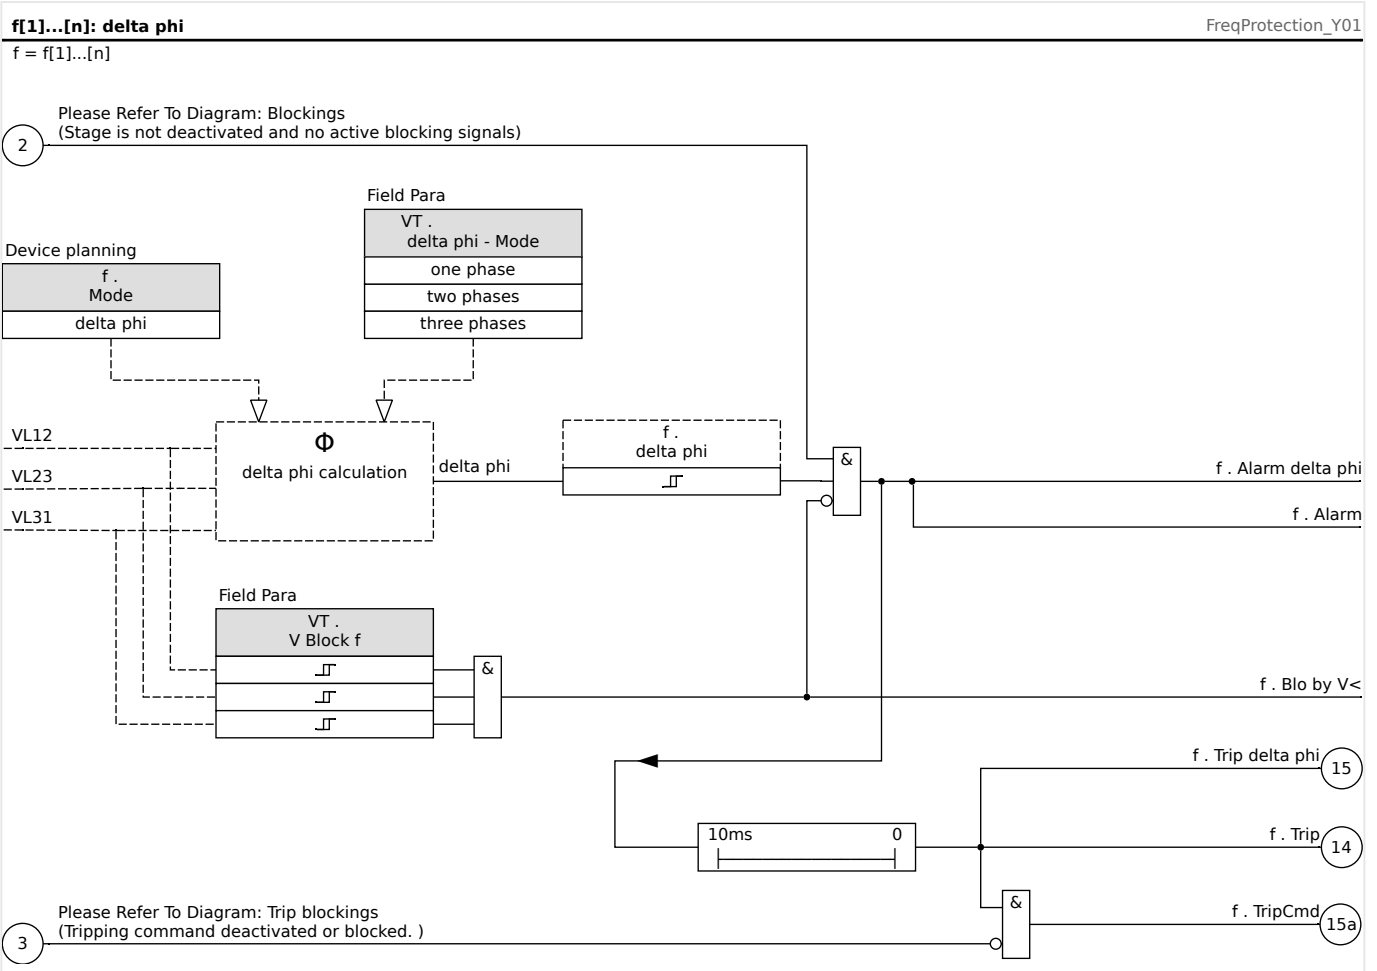 f[1]...[n]: delta phi
FreqProtection_Y01
f = f[1]...[n]
Please Refer To Diagram: Blockings
(Stage is not deactivated and no active blocking signals)
2
Field Para
VT .
delta phi - Mode
one phase
two phases
three phases
Device planning
f .
Mode
delta phi
VL12
VL23
VL31
Φ
delta phi calculation
delta phi
f .
delta phi
&
f . Alarm delta phi
f . Alarm
Field Para
VT .
V Block f
&
f . Blo by V<
f . Trip delta phi
15
10ms 0
f . Trip
14
&
f . TripCmd
15a
Please Refer To Diagram: Trip blockings
(Tripping command deactivated or blocked. )
3